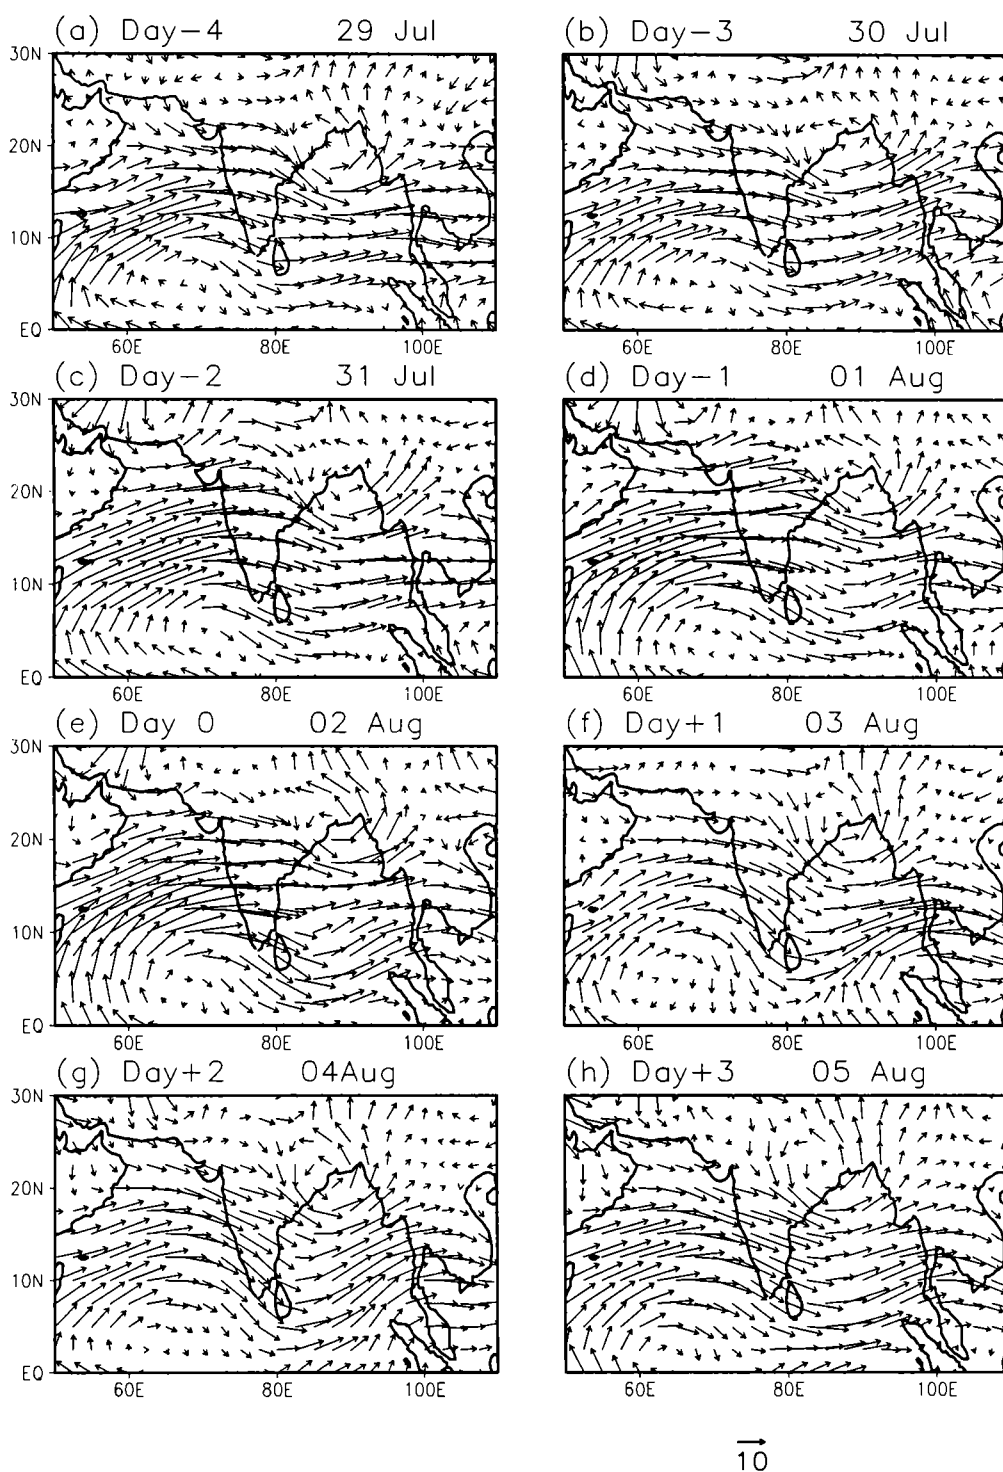 (a) Day−4 29 Jul
(b) Day−3 30 Jul
30N
20N
10N
EQ
60E 80E 100E
60E 80E 100E
(c) Day−2 31 Jul
(d) Day−1 01 Aug
30N
20N
10N
EQ
60E 80E 100E
60E 80E 100E
(e) Day 0 02 Aug
(f) Day+1 03 Aug
30N
20N
10N
EQ
60E 80E 100E
60E 80E 100E
(g) Day+2 04Aug
(h) Day+3 05 Aug
30N
20N
10N
EQ
60E 80E 100E
60E 80E 100E
10